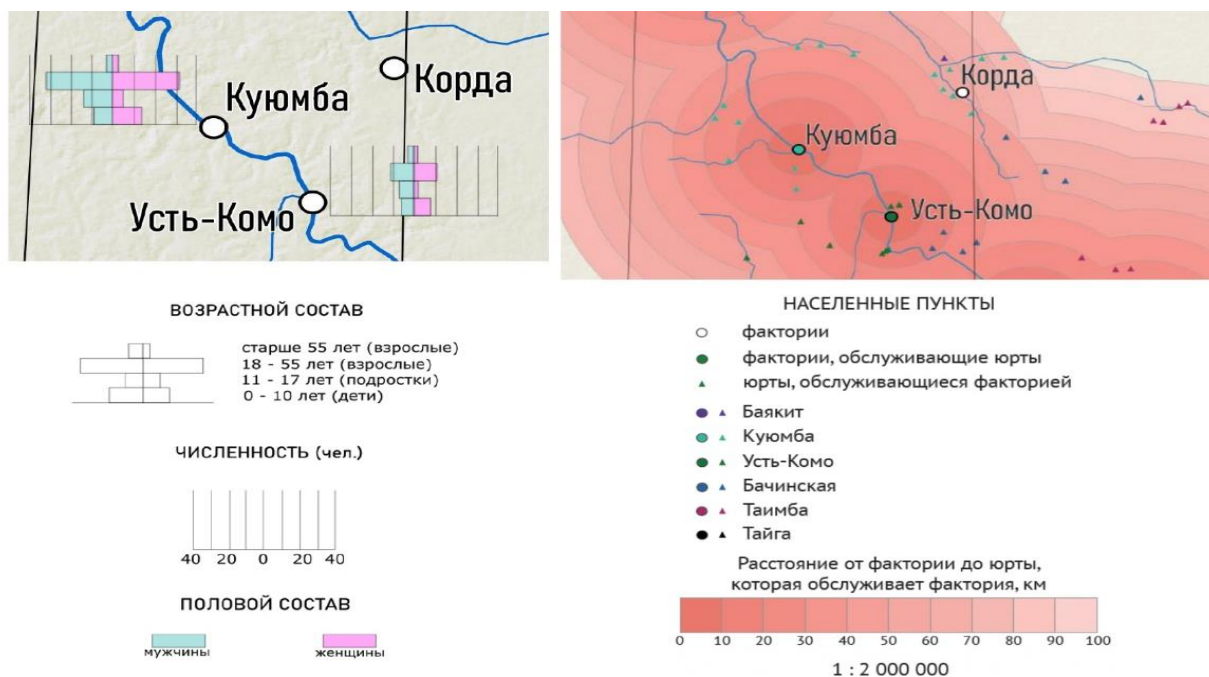 Куюмба
Корда
Усть-Комо
ВОЗРАСТНОЙ СОСТАВ
старше 55 лет (взрослые)
18 - 55 лет (взрослые)
11 - 17 лет (подростки)
0 - 10 лет (дети)
ЧИСЛЕННОСТЬ (чел.)
40 20 0 20 40
ПОЛОВОЙ СОСТАВ
мужчины женщины
Корда
Куюмба
Усть-Комо
НАСЕЛЕННЫЕ ПУНКТЫ
фактории
фактории, обслуживающие юрты
юрты, обслуживающиеся факторией
Баякит
Куюмба
Усть-Комо
Бачинская
Таимба
Тайга
Расстояние от фактории до юрты,
которая обслуживает фактория, км
0 10 20 30 40 50 60 70 80 90 100
1 : 2 000 000